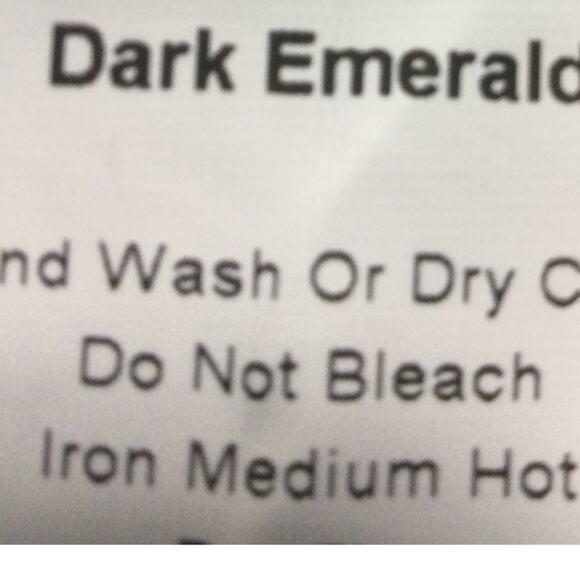 Dark Emerald
nd Wash Or Dry C
Do Not Bleach
Iron Medium Hot